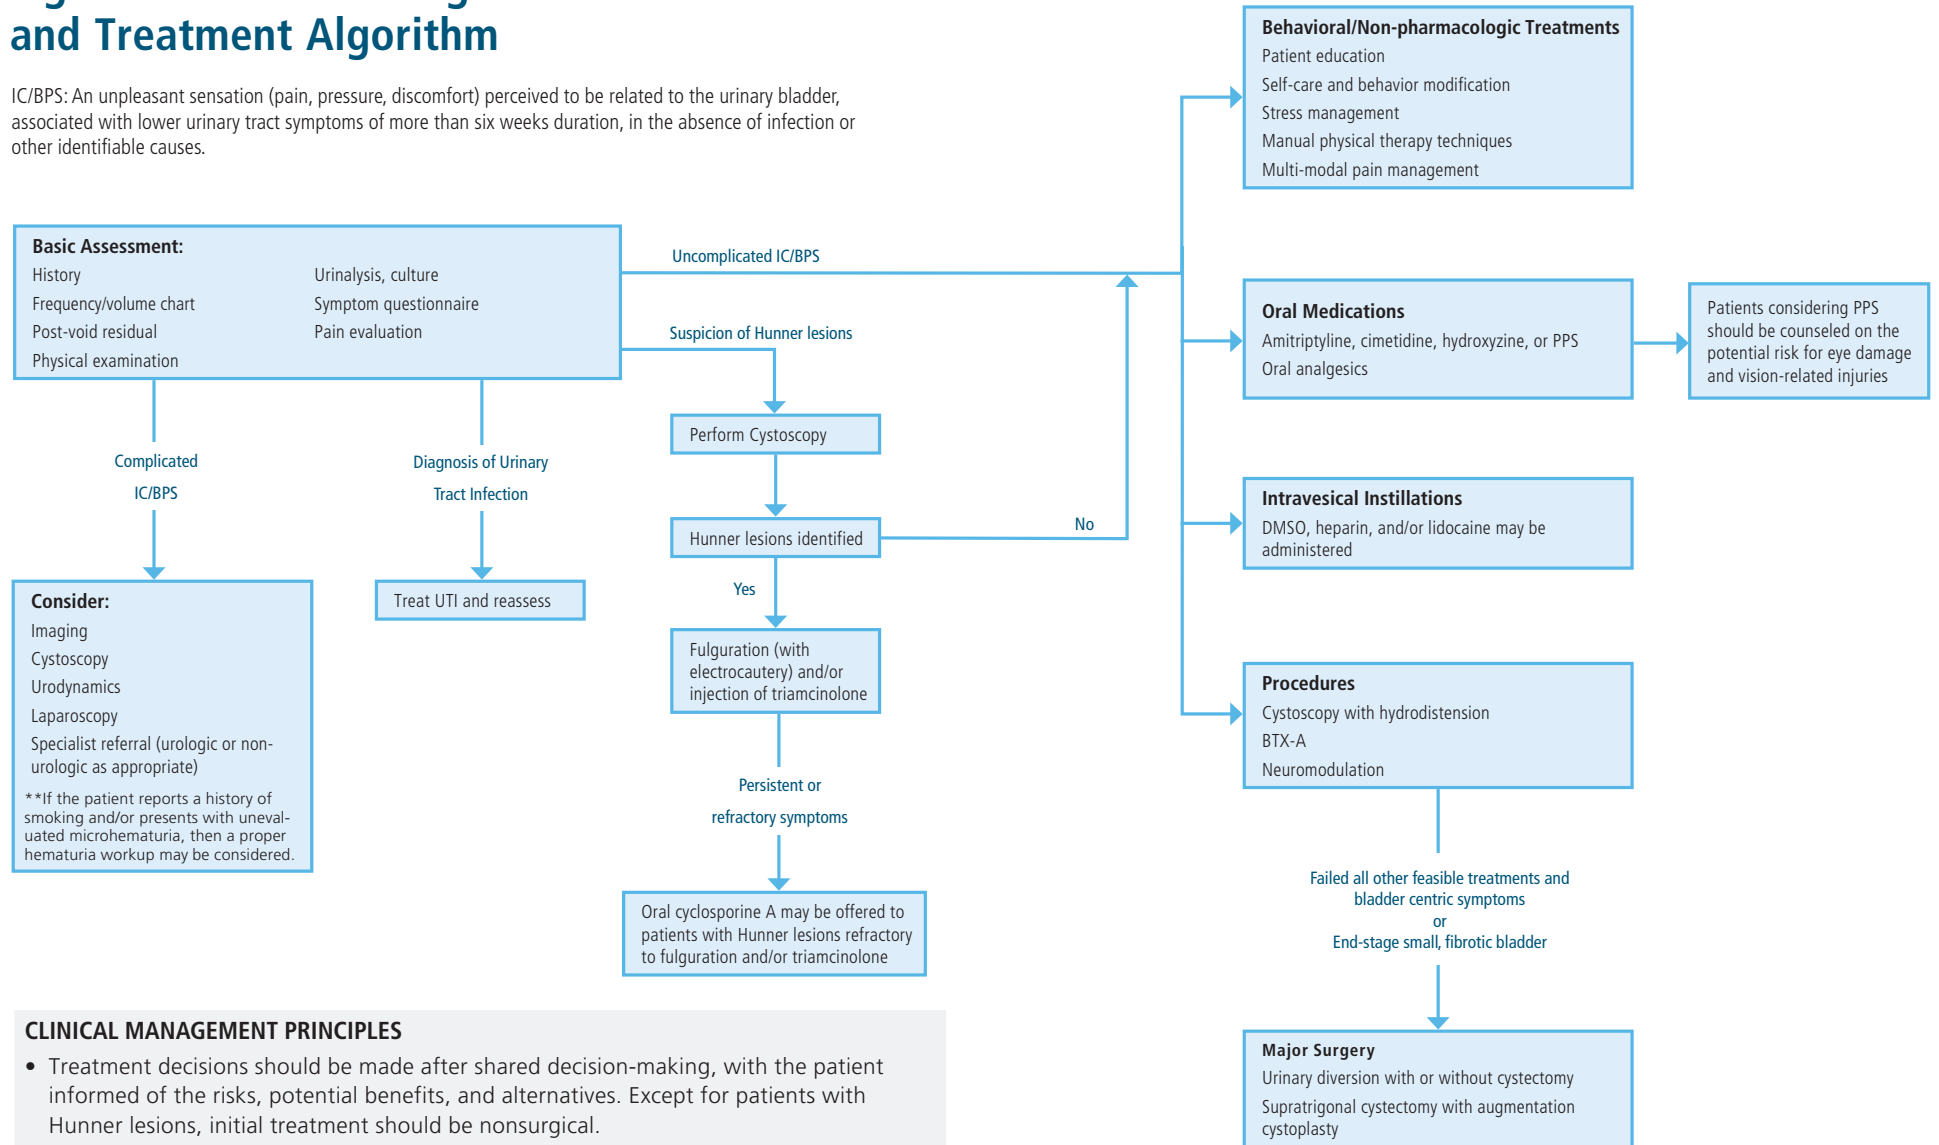 and Treatment Algorithm
IC/BPS: An unpleasant sensation (pain, pressure, discomfort) perceived to be related to the urinary bladder,
associated with lower urinary tract symptoms of more than six weeks duration, in the absence of infection or
other identifiable causes.
Basic Assessment:
History
Frequency/volume chart
Post-void residual
Physical examination
Urinalysis, culture
Symptom questionnaire
Pain evaluation
Uncomplicated IC/BPS
Suspicion of Hunner lesions
Complicated
IC/BPS
Diagnosis of Urinary
Tract Infection
Consider:
Imaging
Cystoscopy
Urodynamics
Laparoscopy
Specialist referral (urologic or non-
urologic as appropriate)
**If the patient reports a history of
smoking and/or presents with uneval-
uated microhematuria, then a proper
hematuria workup may be considered.
Treat UTI and reassess
Perform Cystoscopy
Hunner lesions identified
No
Yes
Fulguration (with
electrocautery) and/or
injection of triamcinolone
Persistent or
refractory symptoms
Oral cyclosporine A may be offered to
patients with Hunner lesions refractory
to fulguration and/or triamcinolone
Behavioral/Non-pharmacologic Treatments
Patient education
Self-care and behavior modification
Stress management
Manual physical therapy techniques
Multi-modal pain management
Oral Medications
Amitriptyline, cimetidine, hydroxyzine, or PPS
Oral analgesics
Patients considering PPS
should be counseled on the
potential risk for eye damage
and vision-related injuries
Intravesical Instillations
DMSO, heparin, and/or lidocaine may be
administered
Procedures
Cystoscopy with hydrodistension
BTX-A
Neuromodulation
Failed all other feasible treatments and
bladder centric symptoms
or
End-stage small, fibrotic bladder
Major Surgery
Urinary diversion with or without cystectomy
Supratrigonal cystectomy with augmentation
cystoplasty
CLINICAL MANAGEMENT PRINCIPLES
• Treatment decisions should be made after shared decision-making, with the patient
informed of the risks, potential benefits, and alternatives. Except for patients with
Hunner lesions, initial treatment should be nonsurgical.